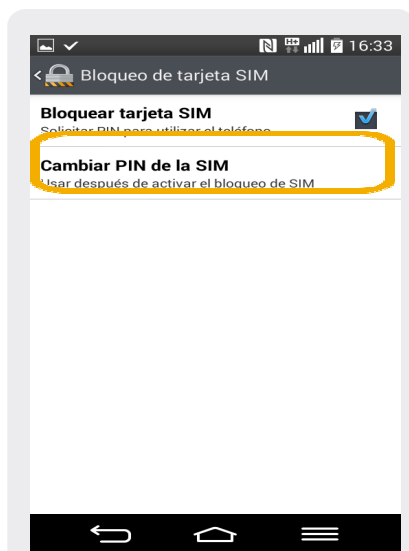 16:33
Bloqueo de tarjeta SIM
Bloquear tarjeta SIM
Solicitar PIN para utilizar el teléfono
Cambiar PIN de la SIM
Usar después de activar el bloqueo de SIM